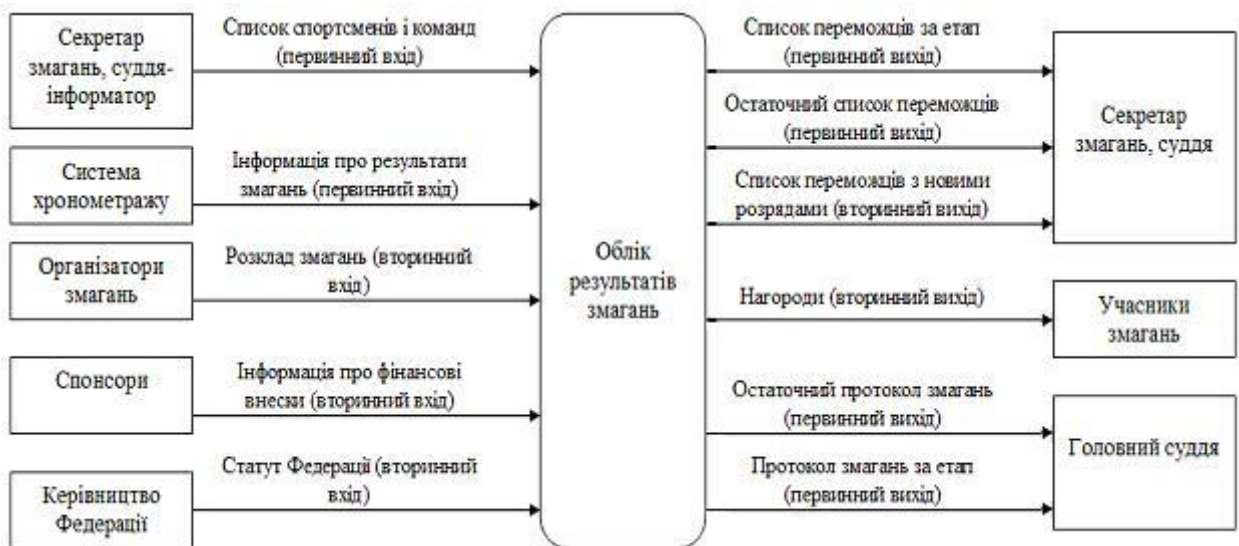 Секретар
змагань, суддя-
інформатор
Список спортсменів і команд
(первинний вхід)
Система
хронометражу
Інформація про результати
змагань (первинний вхід)
Організатори
змагань
Розклад змагань (вторинний
вхід)
Спонсори
Інформація про фінансові
внески (вторинний вхід)
Керівництво
Федерації
Статут Федерації (вторинний
вхід)
Облік
результатів
змагань
Список переможців за етап
(первинний вихід)
Остаточний список переможців
(первинний вихід)
Список переможців з новими
розрядами (вторинний вихід)
Секретар
змагань, суддя
Нагороди (вторинний вихід)
Учасники
змагань
Остаточний протокол змагань
(первинний вихід)
Протокол змагань за етап
(первинний вихід)
Головний суддя